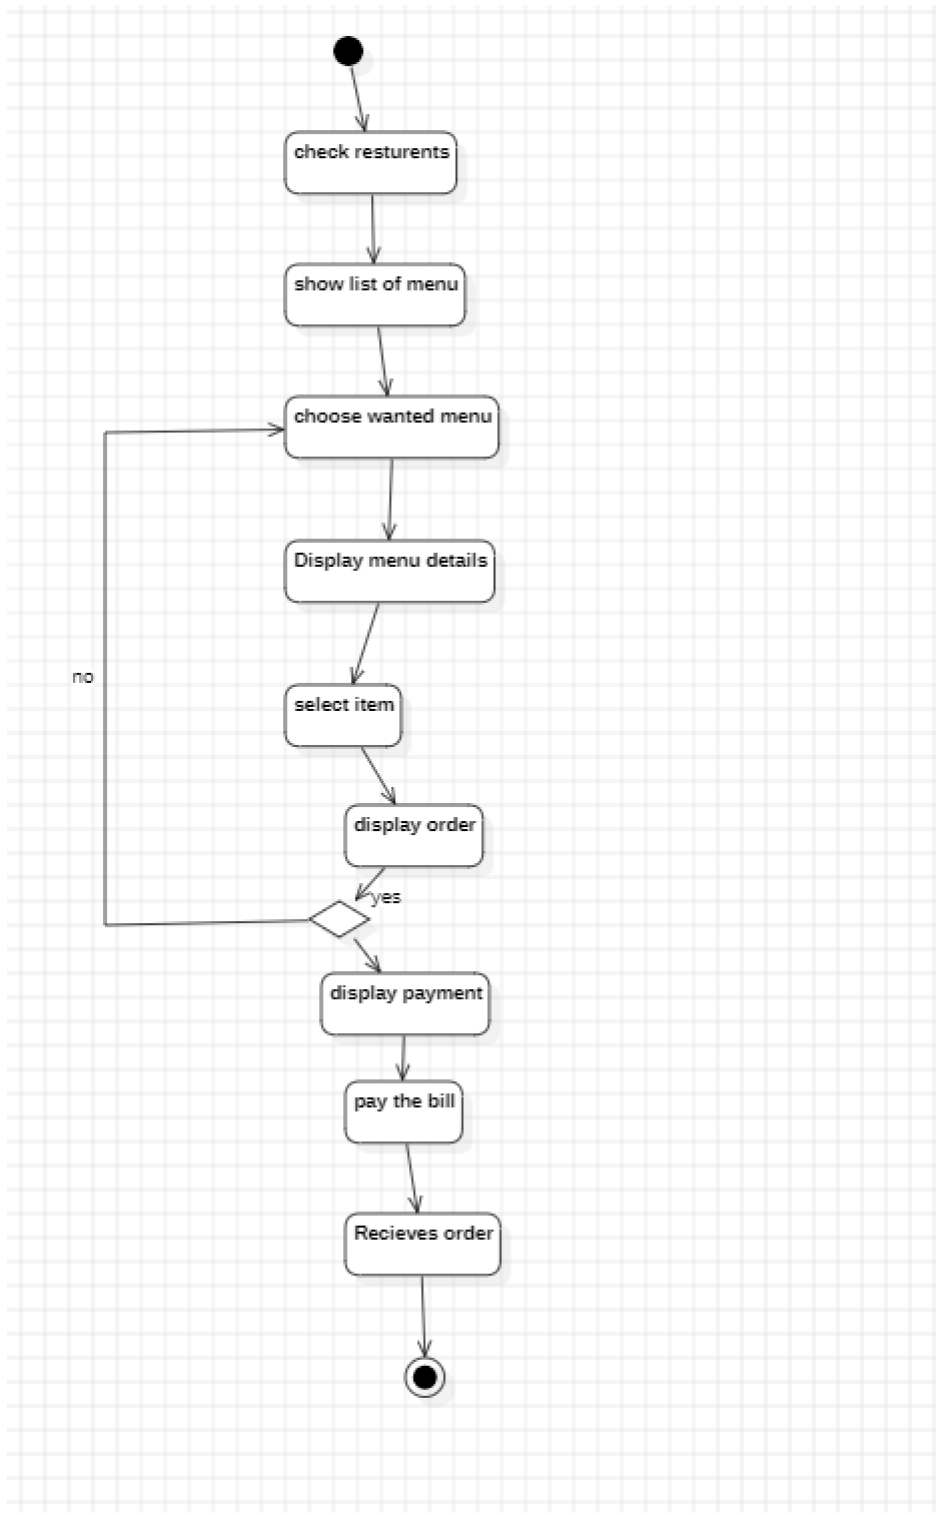 check resturents
show list of menu
choose wanted menu
Display menu details
no
select item
display order
yes
display payment
pay the bill
Recieves order